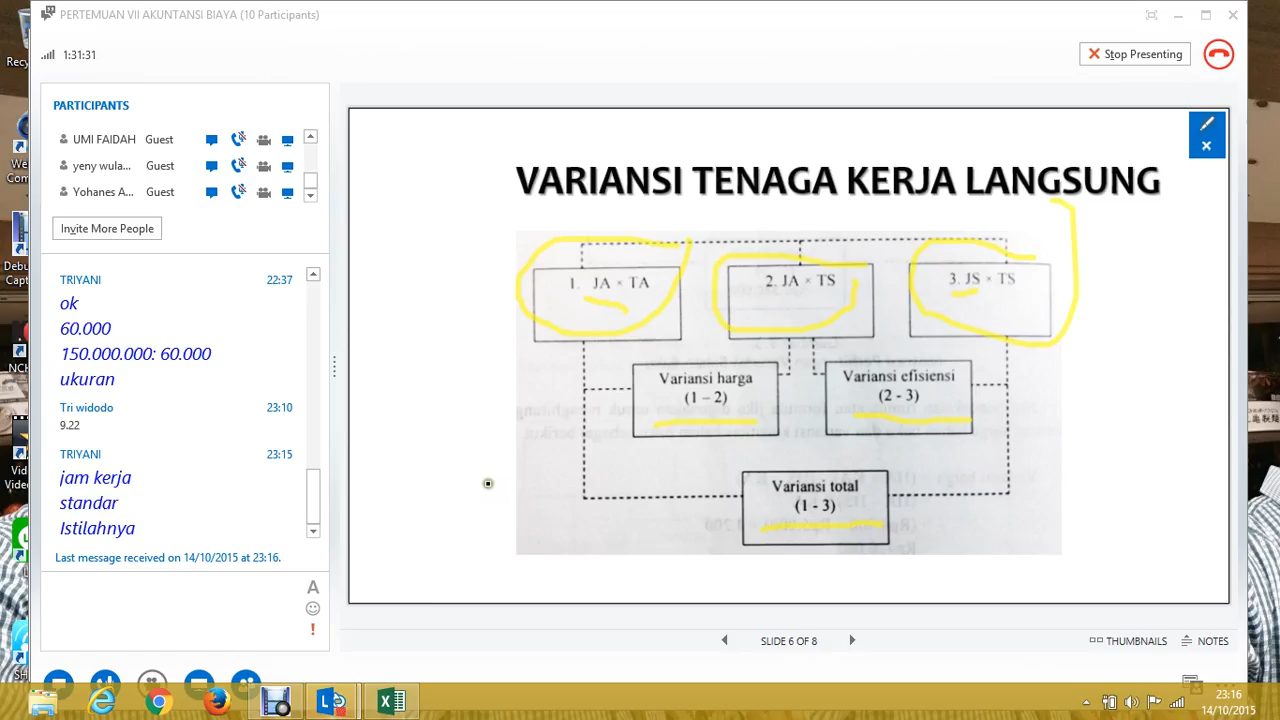 PERTEMUAN VII AKUNTANSI BIAYA (10 Participants)
1:31:31
Stop Presenting
PARTICIPANTS
UMI FAIDAH Guest
yeny wula... Guest
Yohanes A... Guest
Invite More People
TRIYANI 22:37
ok
60.000
150.000.000: 60.000
ukuran
Tri widodo 23:10
9.22
TRIYANI 23:15
jam kerja
standar
Istilahnya
Last message received on 14/10/2015 at 23:16.
VARIANSI TENAGA KERJA LANGSUNG
1. JA × TA
2. JA × TS
3. JS × TS
Variansi harga
(1 – 2)
Variansi efisiensi
(2 - 3)
Variansi total
(1 - 3)
SLIDE 6 OF 8
THUMBNAILS
NOTES
23:16
14/10/2015